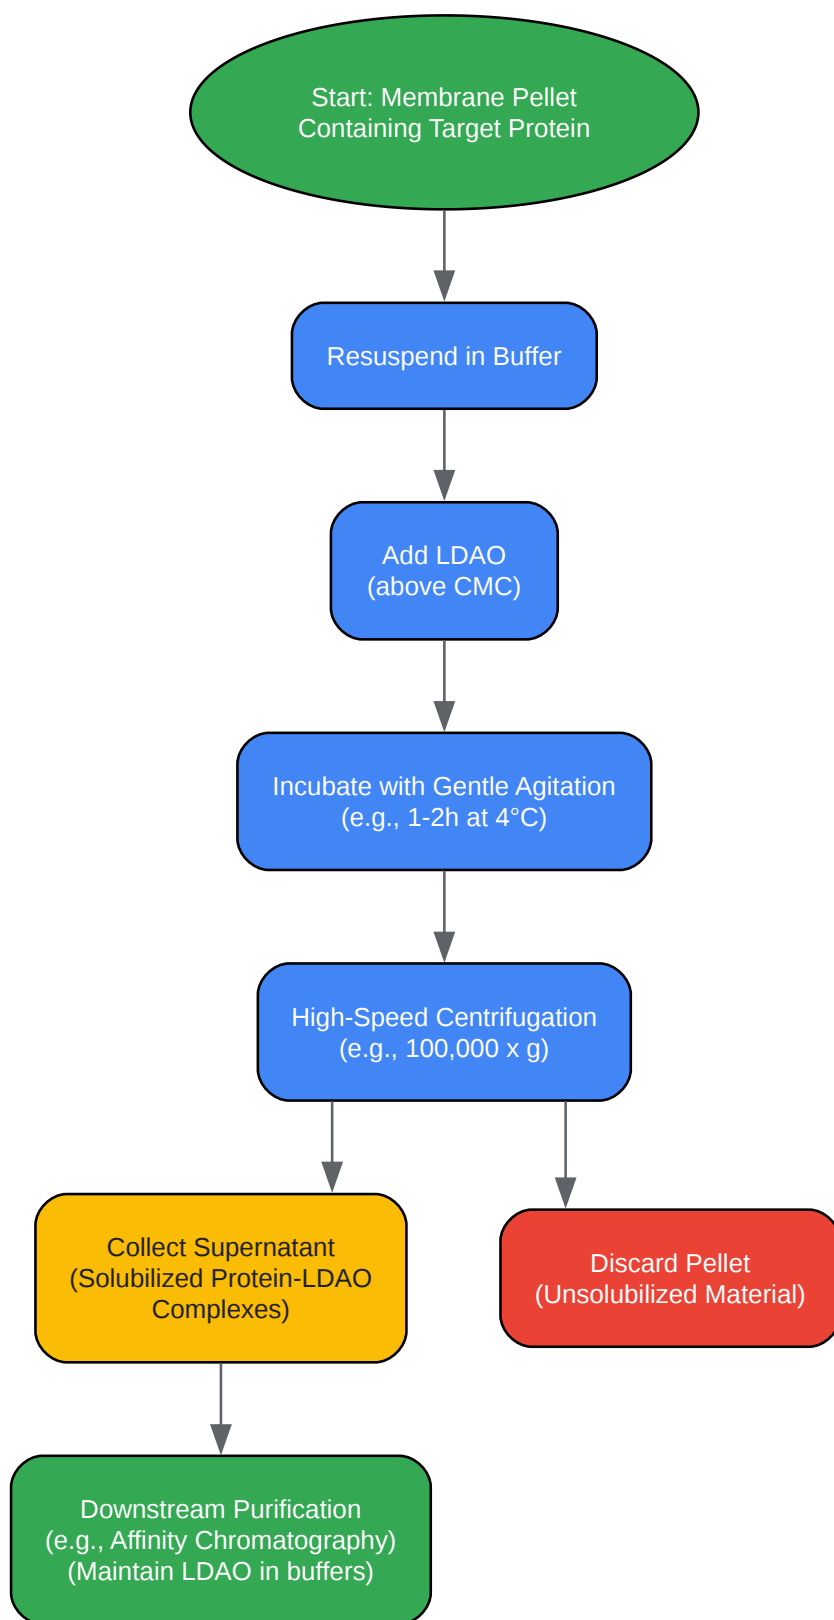 Start: Membrane Pellet
Containing Target Protein
Resuspend in Buffer
Add LDAO
(above CMC)
Incubate with Gentle Agitation
(e.g., 1-2h at 4°C)
High-Speed Centrifugation
(e.g., 100,000 x g)
Collect Supernatant
(Solubilized Protein-LDAO
Complexes)
Discard Pellet
(Unsolubilized Material)
Downstream Purification
(e.g., Affinity Chromatography)
(Maintain LDAO in buffers)